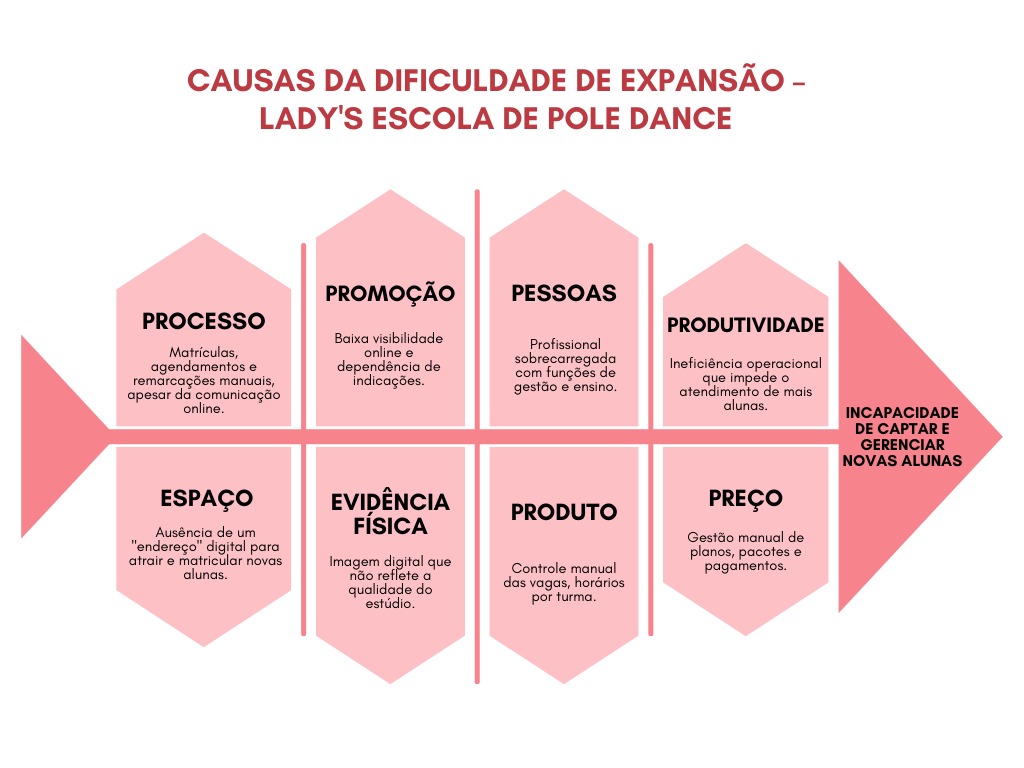 CAUSAS DA DIFICULDADE DE EXPANSÃO –
LADY'S ESCOLA DE POLE DANCE
PROCESSO
Matrículas,
agendamentos e
remarcações manuais,
apesar da comunicação
online.
PROMOÇÃO
Baixa visibilidade
online e
dependência de
indicações.
PESSOAS
Profissional
sobrecarregada
com funções de
gestão e ensino.
PRODUTIVIDADE
Ineficiência operacional
que impede o
atendimento de mais
alunas.
INCAPACIDADE
DE CAPTAR E
GERENCIAR
NOVAS ALUNAS
ESPAÇO
Ausência de um
"endereço" digital para
atrair e matricular novas
alunas.
EVIDÊNCIA
FÍSICA
Imagem digital que
não reflete a
qualidade do
estúdio.
PRODUTO
Controle manual
das vagas, horários
por turma.
PREÇO
Gestão manual de
planos, pacotes e
pagamentos.